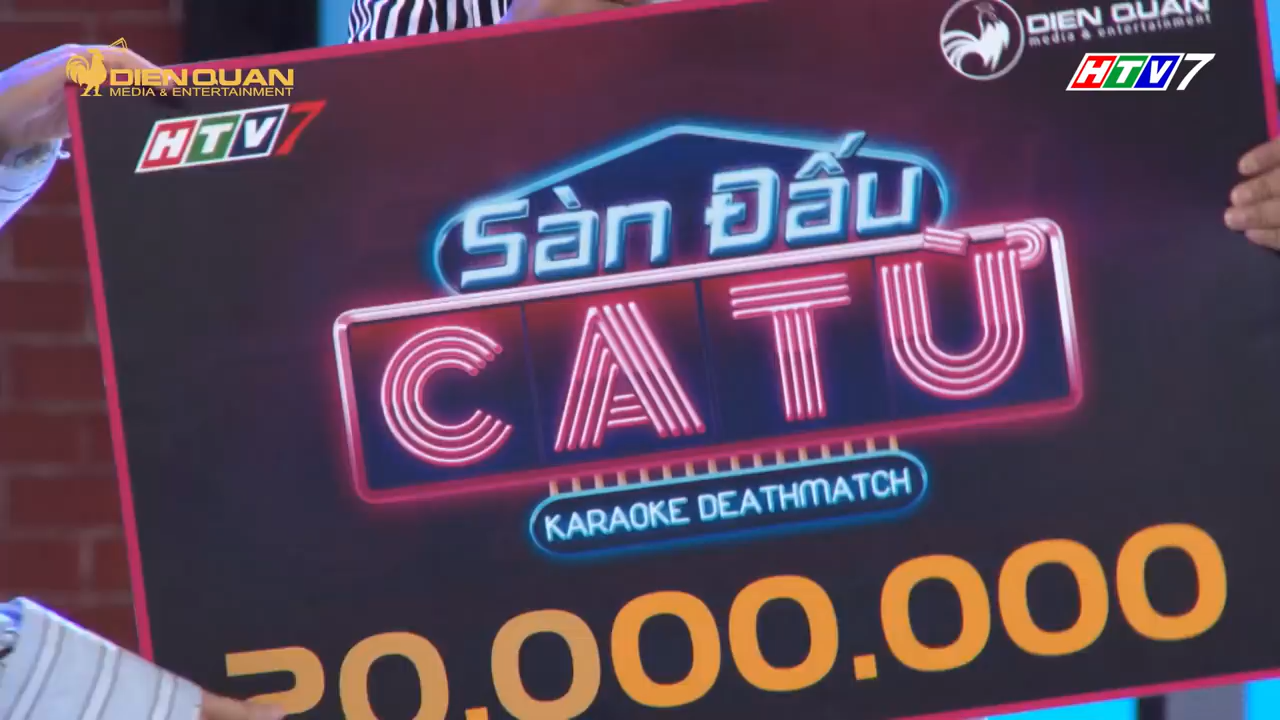 DIEN QUAN
MEDIA & ENTERTAINMENT
HTV7
DIEN QUAN
media & entertainment
HTV7
Sàn Đấu
CA TỪ
KARAOKE DEATHMATCH
000.000